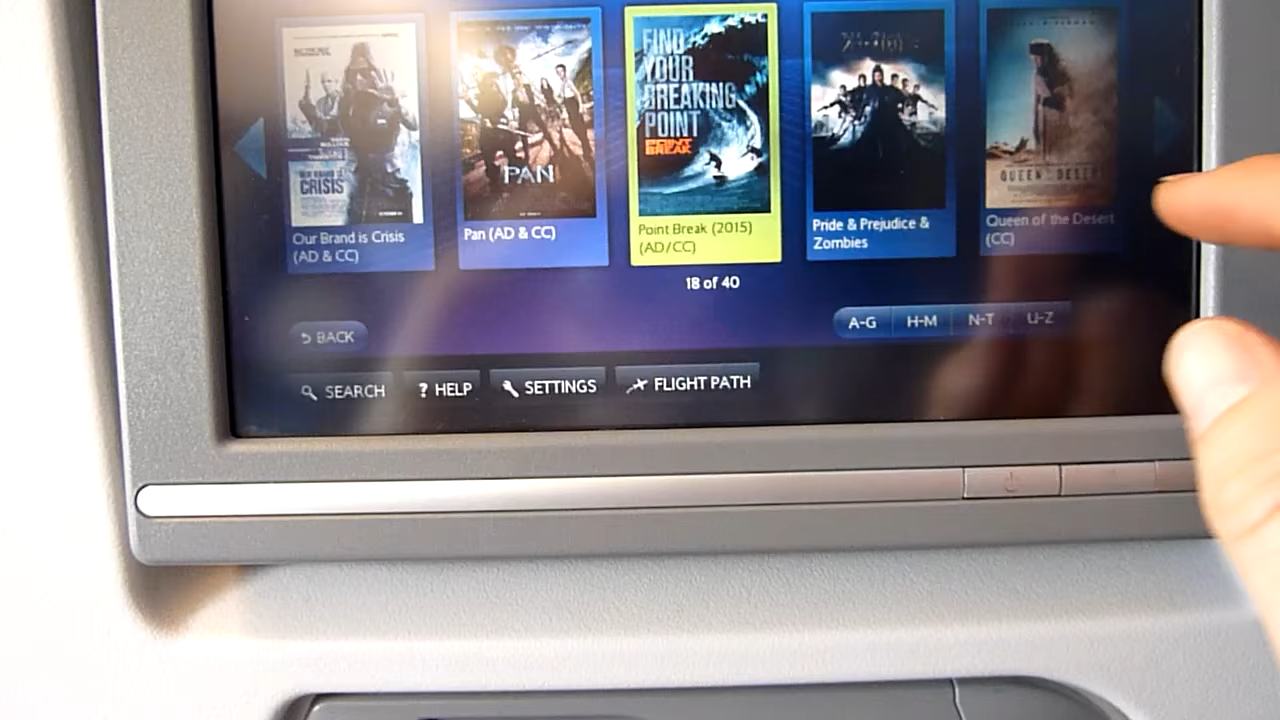 OUR BRAND IS
CRISIS
PAN
FIND
YOUR
BREAKING
POINT
POINT
BREAK
QUEEN OF THE DESERT
Our Brand is Crisis
(AD & CC)
Pan (AD & CC)
Point Break (2015)
(AD/CC)
Pride & Prejudice &
Zombies
Queen of the Desert
(CC)
18 of 40
BACK
A-G
H-M
N-T
U-Z
SEARCH
? HELP
SETTINGS
FLIGHT PATH